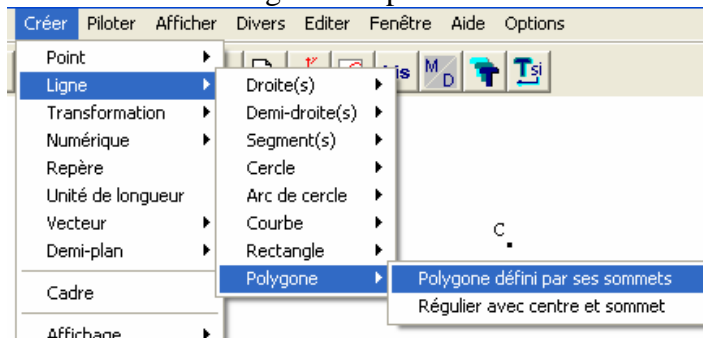 Créer Piloter Afficher Divers Editer Fenêtre Aide Options
Point
Ligne
Transformation
Numérique
Repère
Unité de longueur
Vecteur
Demi-plan
Cadre
Affichage
Droite(s)
Demi-droite(s)
Segment(s)
Cercle
Arc de cercle
Courbe
Rectangle
Polygone
Polygone défini par ses sommets
Régulier avec centre et sommet
M D
Tsi
C